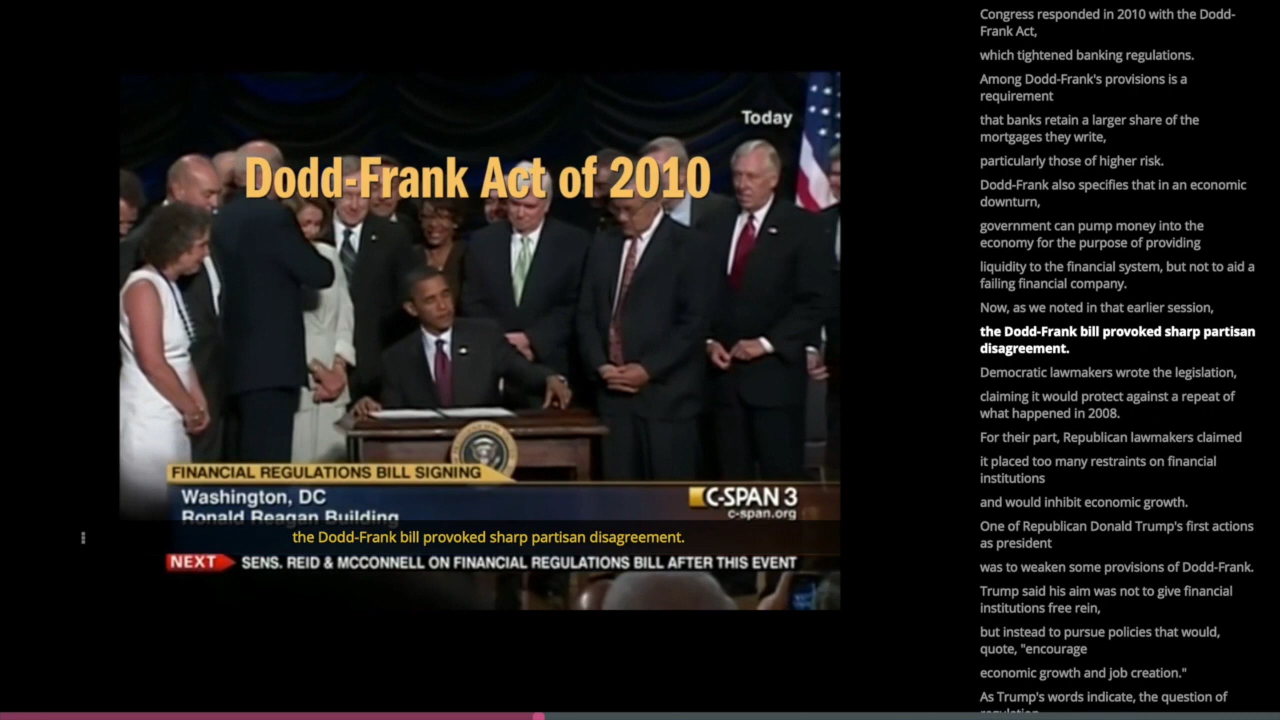 Today
Dodd-Frank Act of 2010
FINANCIAL REGULATIONS BILL SIGNING
Washington, DC
Ronald Reagan Building
C-SPAN 3
c-span.org
the Dodd-Frank bill provoked sharp partisan disagreement.
NEXT SENS. REID & MCCONNELL ON FINANCIAL REGULATIONS BILL AFTER THIS EVENT
Congress responded in 2010 with the Dodd-
Frank Act,
which tightened banking regulations.
Among Dodd-Frank's provisions is a
requirement
that banks retain a larger share of the
mortgages they write,
particularly those of higher risk.
Dodd-Frank also specifies that in an economic
downturn,
government can pump money into the
economy for the purpose of providing
liquidity to the financial system, but not to aid a
failing financial company.
Now, as we noted in that earlier session,
the Dodd-Frank bill provoked sharp partisan
disagreement.
Democratic lawmakers wrote the legislation,
claiming it would protect against a repeat of
what happened in 2008.
For their part, Republican lawmakers claimed
it placed too many restraints on financial
institutions
and would inhibit economic growth.
One of Republican Donald Trump's first actions
as president
was to weaken some provisions of Dodd-Frank.
Trump said his aim was not to give financial
institutions free rein,
but instead to pursue policies that would,
quote, "encourage
economic growth and job creation."
As Trump's words indicate, the question of